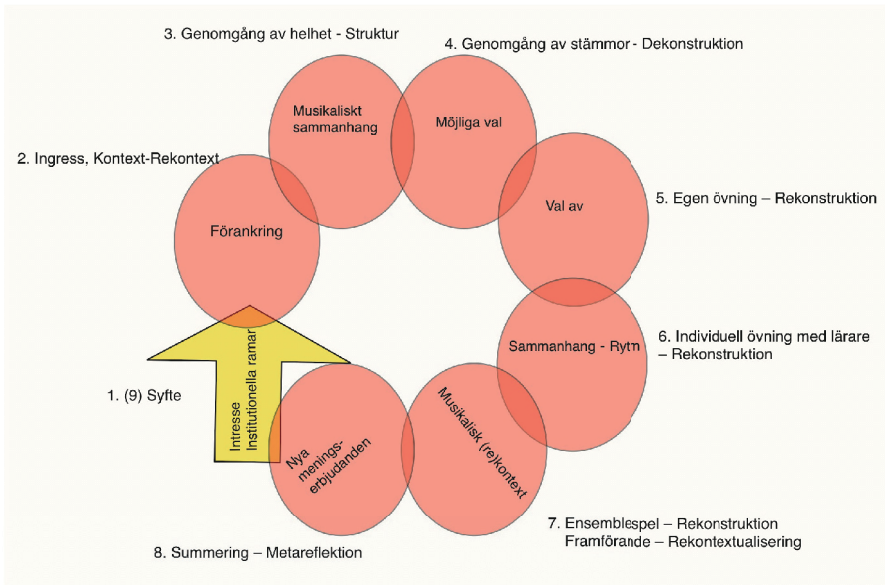 3. Genomgång av helhet - Struktur
4. Genomgång av stämmor - Dekonstruktion
Musikaliskt
sammanhang
Möjliga val
2. Ingress, Kontext-Rekontext
Förankring
Val av
5. Egen övning – Rekonstruktion
Sammanhang - Rytm
6. Individuell övning med lärare
– Rekonstruktion
1. (9) Syfte
Intresse
Institutionella ramar
Nya
menings-
erbjudanden
Musikalisk (re)kontext
7. Ensemblespel – Rekonstruktion
Framförande – Rekontextualisering
8. Summering – Metareflektion